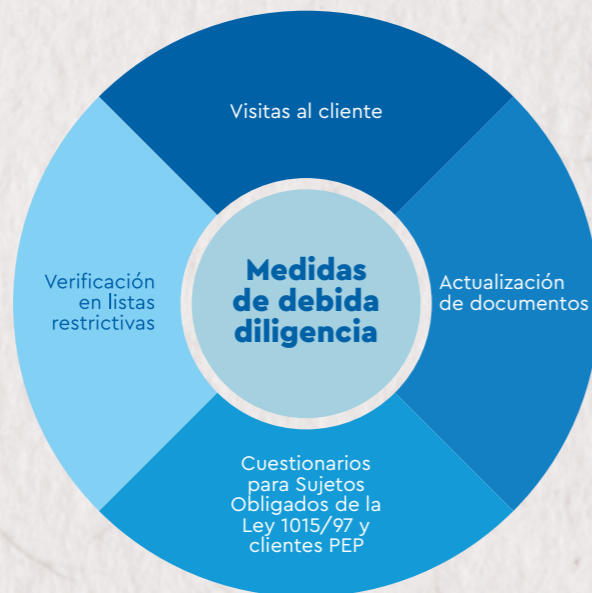 Visitas al cliente
Medidas
de debida
diligencia
Verificación
en listas
restrictivas
Actualización
de documentos
Cuestionarios
para Sujetos
Obligados de la
Ley 1015/97 y
clientes PEP